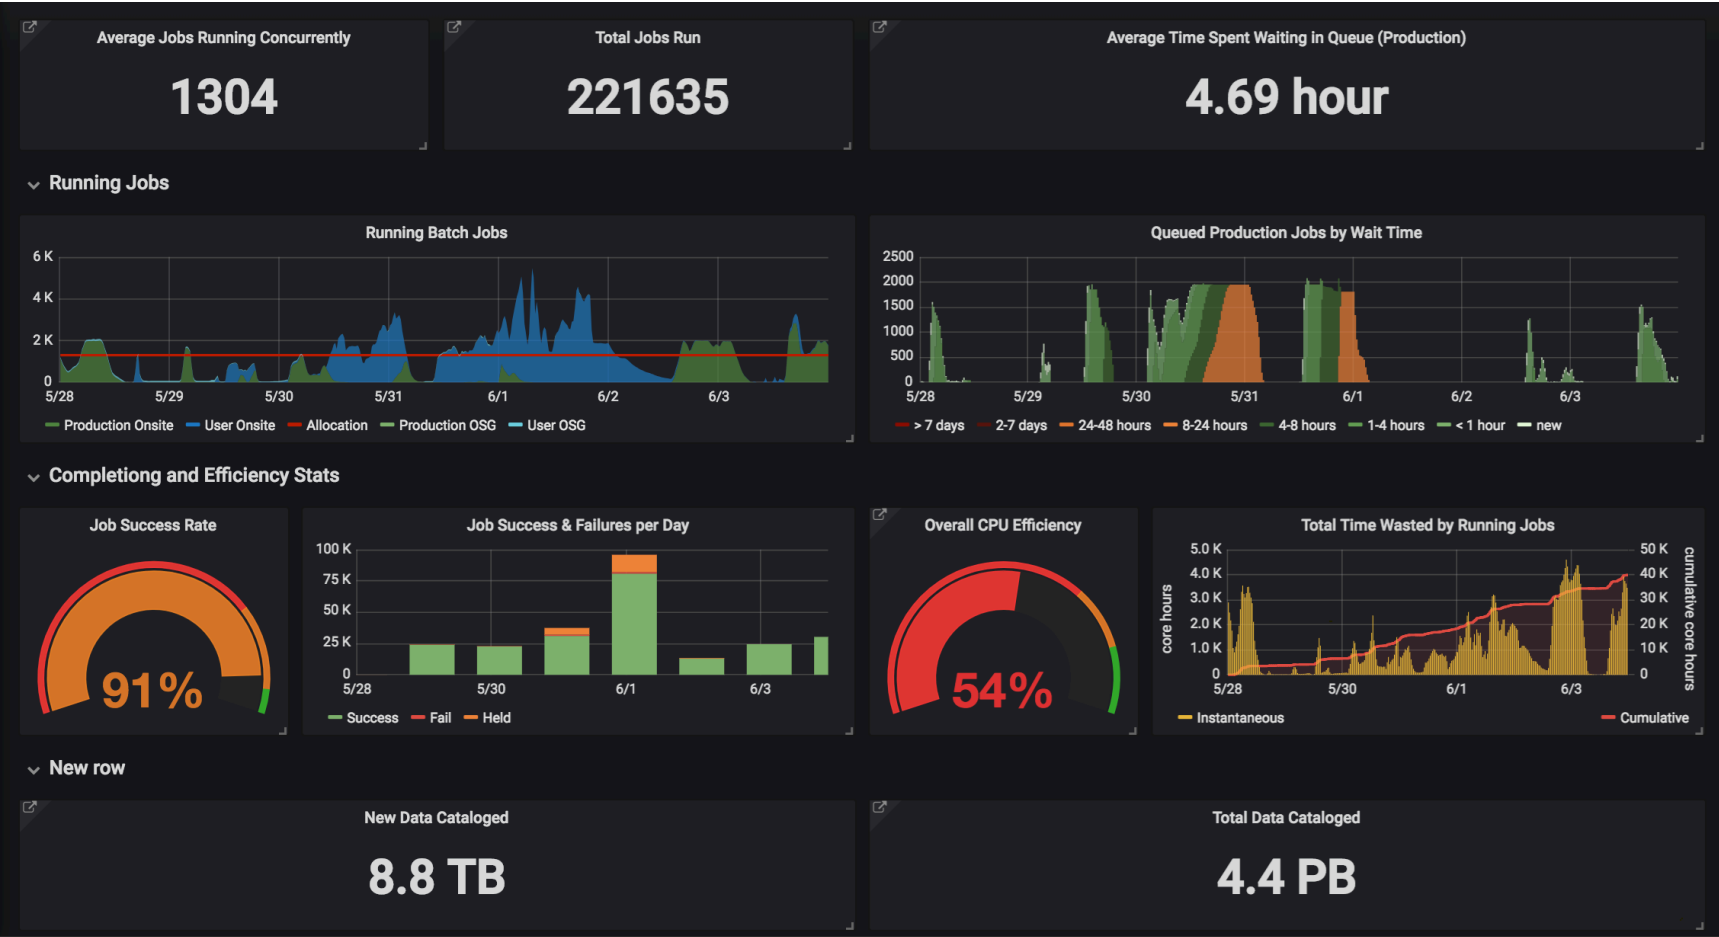 Average Jobs Running Concurrently
1304
Total Jobs Run
221635
Average Time Spent Waiting in Queue (Production)
4.69 hour
Running Jobs
Running Batch Jobs
6 K
4 K
2 K
0
5/28 5/29 5/30 5/31 6/1 6/2 6/3
Production Onsite User Onsite Allocation Production OSG User OSG
Queued Production Jobs by Wait Time
2500
2000
1500
1000
500
0
5/28 5/29 5/30 5/31 6/1 6/2 6/3
> 7 days 2-7 days 24-48 hours 8-24 hours 4-8 hours 1-4 hours < 1 hour new
Completiong and Efficiency Stats
Job Success Rate
91%
Job Success & Failures per Day
100 K
75 K
50 K
25 K
0
5/28 5/30 6/1 6/3
Success Fail Held
Overall CPU Efficiency
54%
Total Time Wasted by Running Jobs
core hours
5.0 K
4.0 K
3.0 K
2.0 K
1.0 K
0
50 K
40 K
30 K
20 K
10 K
0
cumulative core hours
5/28 5/30 6/1 6/3
Instantaneous Cumulative
New row
New Data Cataloged
8.8 TB
Total Data Cataloged
4.4 PB